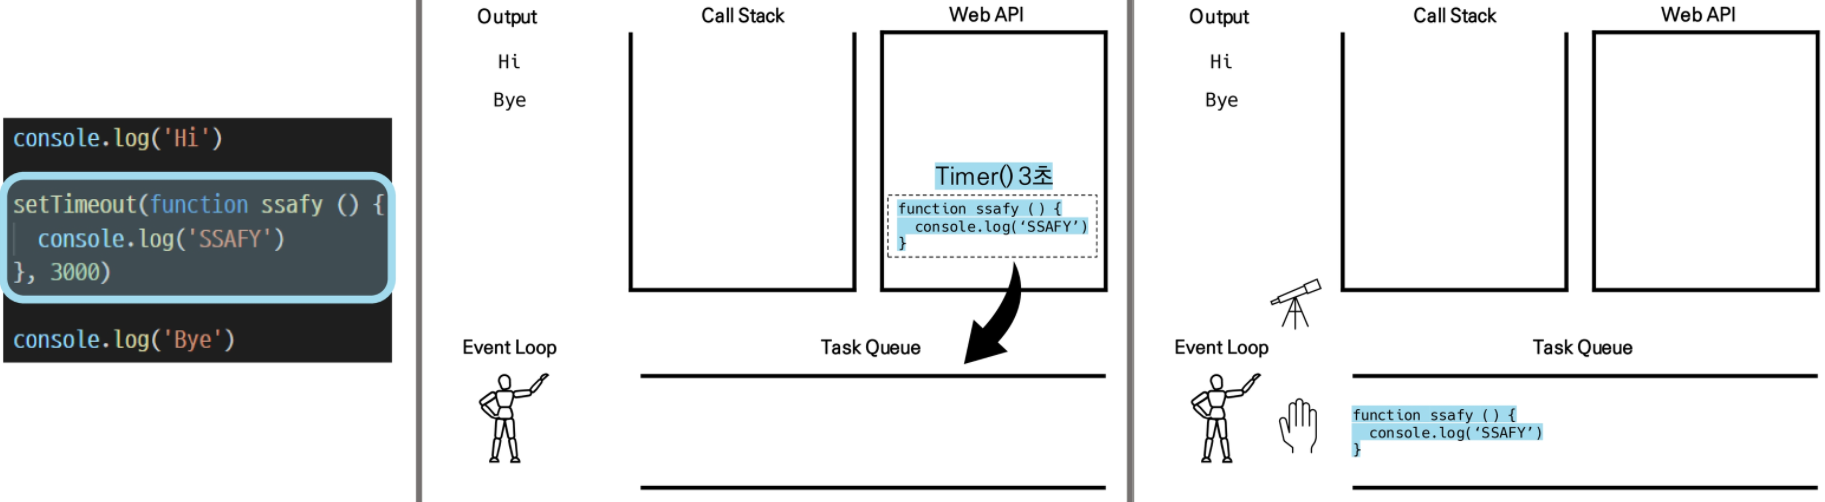 console.log('Hi')
setTimeout(function ssafy () {
  console.log('SSAFY')
}, 3000)
console.log('Bye')
Output
Call Stack
Web API
Hi
Bye
Timer() 3초
function ssafy () {
  console.log(‘SSAFY’)
}
Event Loop
Task Queue
Output
Call Stack
Web API
Hi
Bye
Event Loop
Task Queue
function ssafy () {
  console.log(‘SSAFY’)
}